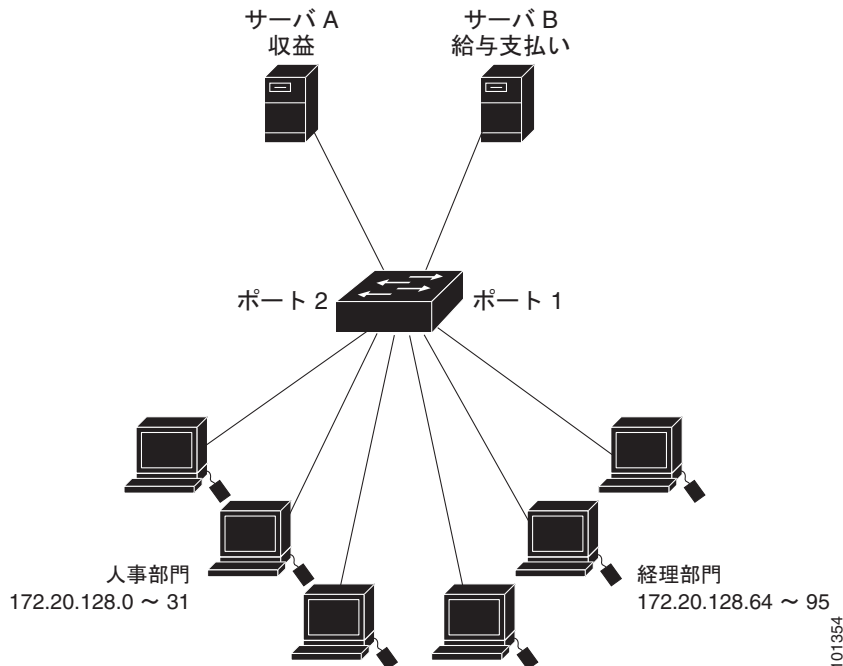 サーバ A
収益
サーバ B
給与支払い
ポート 2
ポート 1
人事部門
172.20.128.0 ~ 31
経理部門
172.20.128.64 ~ 95
101354